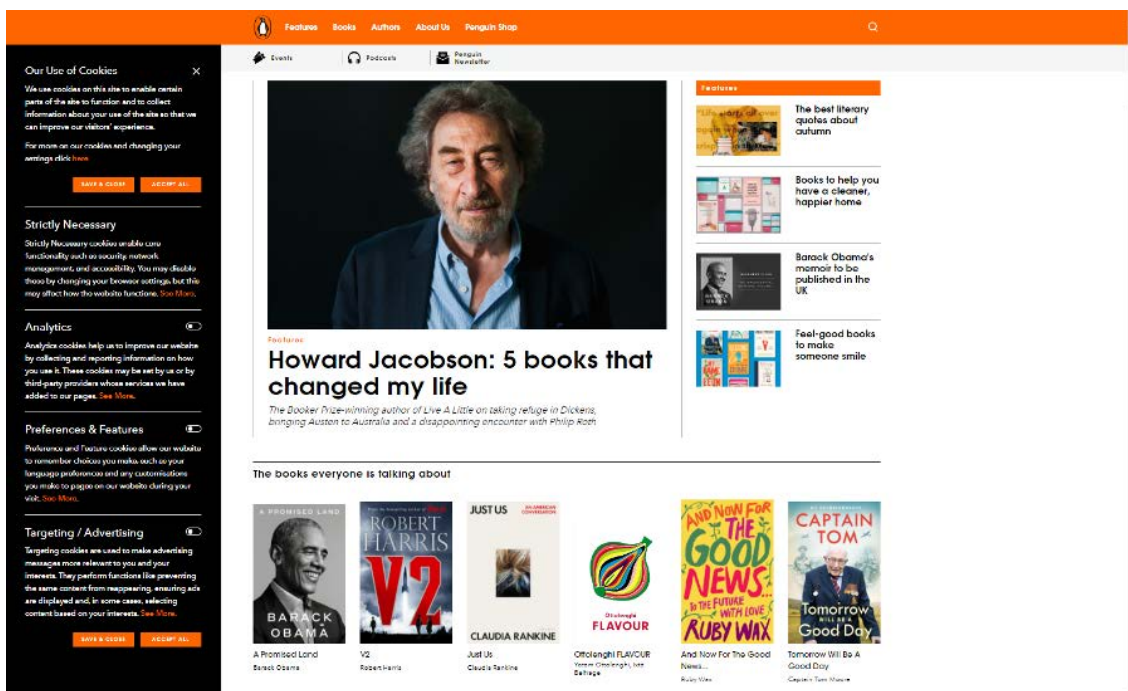 Features Books Authors About Us Penguin Shop
Events Podcasts Penguin
Newsletter
Our Use of Cookies
We use cookies on this site to enable certain
parts of the site to function and to collect
information about your use of the site so that we
can improve our visitors' experience.
For more on our cookies and changing your
settings click here
SAVE & CLOSE ACCEPT ALL
Strictly Necessary
Strictly Necessary cookies enable core
functionality such as security, network
management, and accessibility. You may disable
these by changing your browser settings, but this
may affect how the website functions. See More.
Analytics
Analytics cookies help us to improve our website
by collecting and reporting information on how
you use it. These cookies may be set by us or by
third-party providers whose services we have
added to our pages. See More.
Preferences & Features
Preference and Feature cookies allow our website
to remember choices you make, such as your
language preferences and any customisations
you make to pages on our website during your
visit. See More.
Targeting / Advertising
Targeting cookies are used to make advertising
messages more relevant to you and your
interests. They perform functions like preventing
the same content from reappearing, ensuring ads
are displayed and, in some cases, selecting
content based on your interests. See More.
SAVE & CLOSE ACCEPT ALL
Features
Howard Jacobson: 5 books that
changed my life
The Booker Prize-winning author of Live A Little on taking refuge in Dickens,
bringing Austen to Australia and a disappointing encounter with Philip Roth
Features
The best literary
quotes about
autumn
Books to help you
have a cleaner,
happier home
BARACK
OBAMA
Barack Obama's
memoir to be
published in the
UK
Feel-good books
to make
someone smile
The books everyone is talking about
A PROMISED LAND
BARACK
OBAMA
A Promised Land
Barack Obama
ROBERT
HARRIS
V2
V2
Robert Harris
JUST US
AN AMERICAN
CONVERSATION
CLAUDIA RANKINE
Just Us
Claudia Rankine
Ottolenghi
FLAVOUR
Ottolenghi FLAVOUR
Yotam Ottolenghi, Ixta
Belfrage
AND NOW FOR
THE
GOOD
NEWS..
TO THE FUTURE
WITH LOVE
RUBY WAX
And Now For The Good
News...
Ruby Wax
CAPTAIN
TOM
Tomorrow
WILL BE A
Good Day
Tomorrow Will Be A
Good Day
Captain Tom Moore